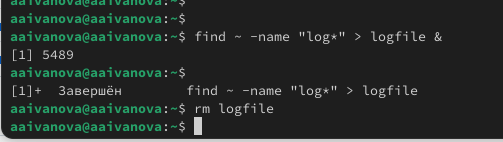 aaivanova@aaivanova:~$
aaivanova@aaivanova:~$
aaivanova@aaivanova:~$ find ~ -name "log*" > logfile &
[1] 5489
aaivanova@aaivanova:~$
[1]+  Завершён        find ~ -name "log*" > logfile
aaivanova@aaivanova:~$ rm logfile
aaivanova@aaivanova:~$